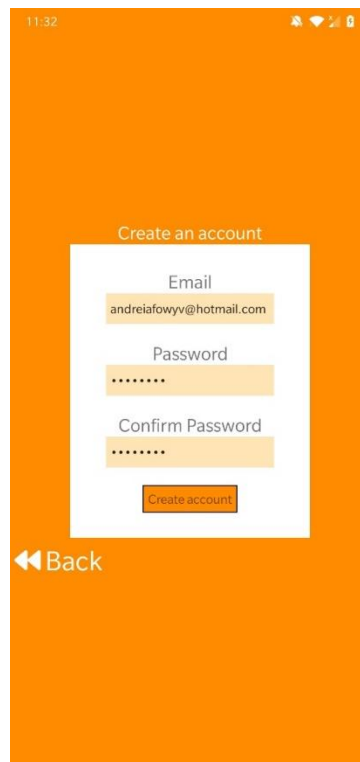 11:32
Create an account
Email
andreiafowyv@hotmail.com
Password
••••••••
Confirm Password
••••••••
Create account
Back